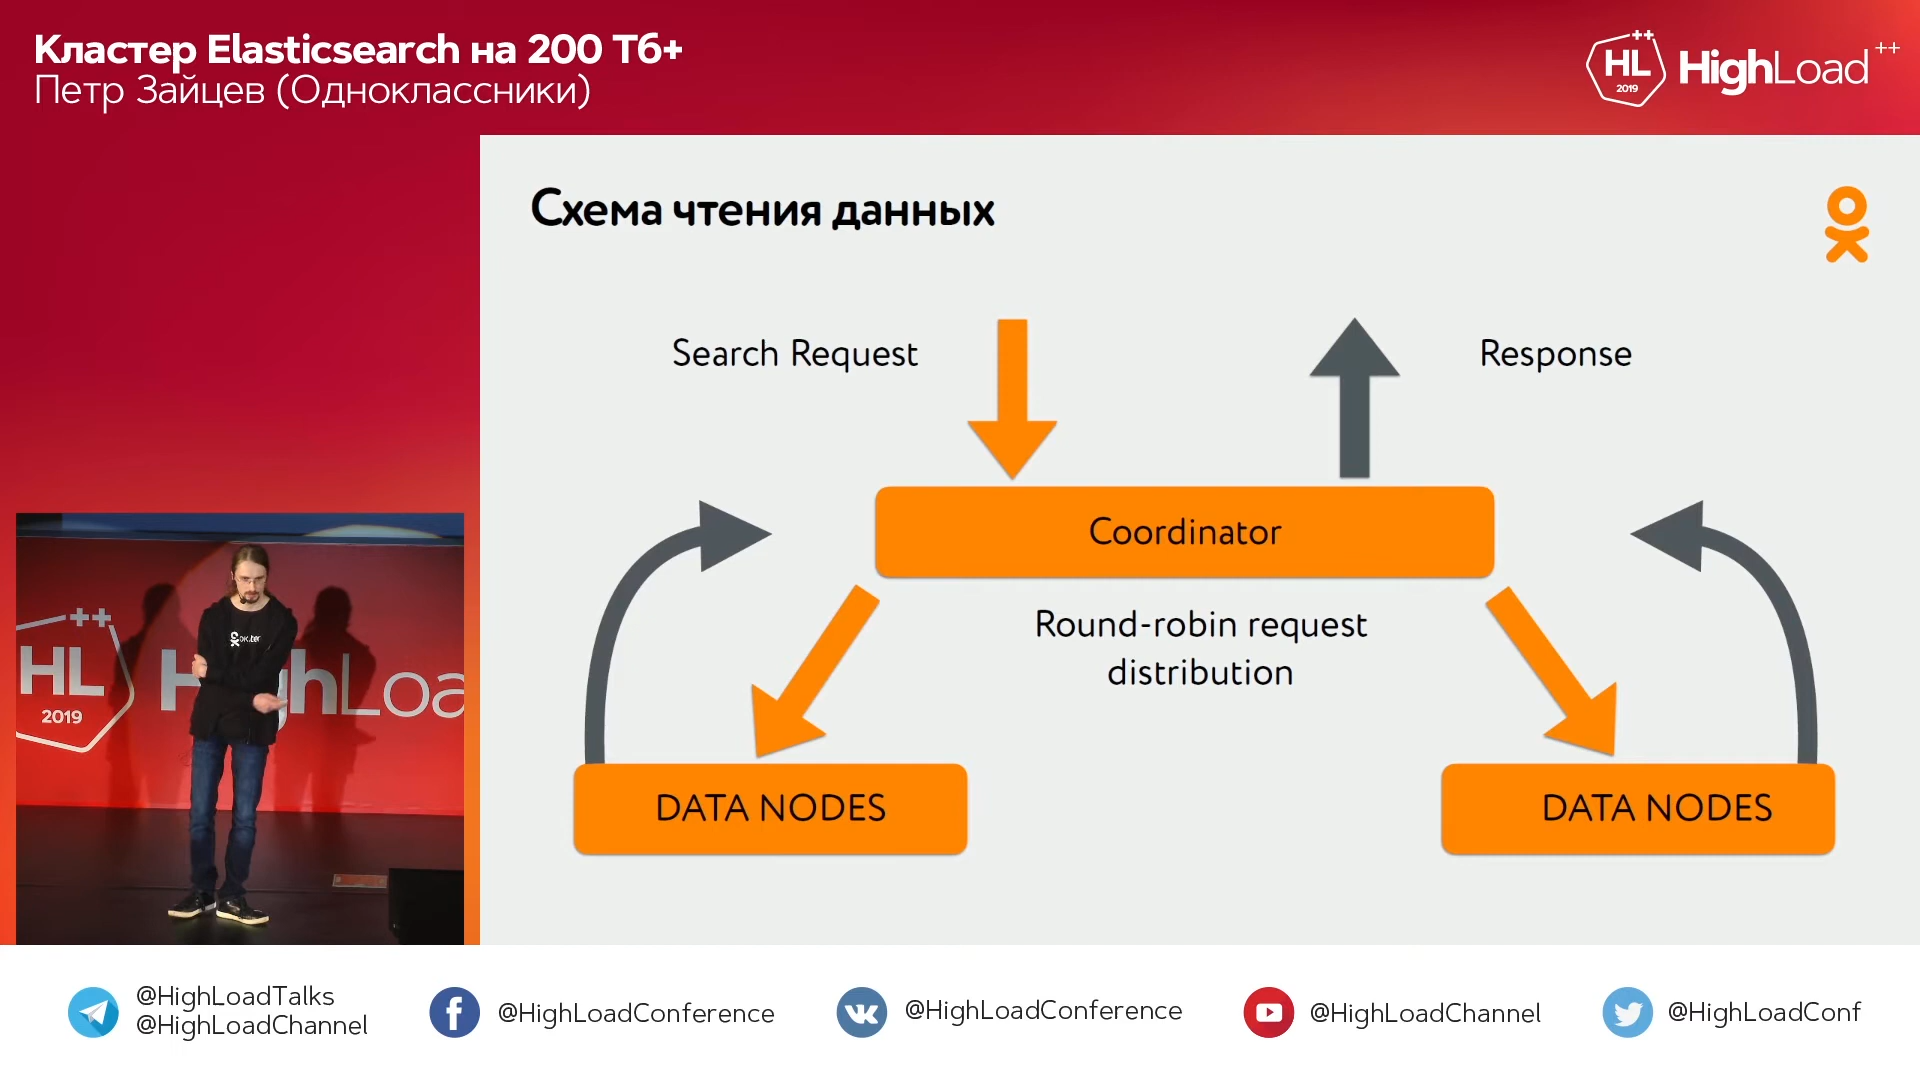 Кластер Elasticsearch на 200 Тб+
Петр Зайцев (Одноклассники)
HL++
2019
HighLoad++
Схема чтения данных
Search Request
Response
Coordinator
Round-robin request
distribution
DATA NODES
DATA NODES
++
HL
2019
HighLoa
@HighLoadTalks
@HighLoadChannel
@HighLoadConference
@HighLoadConference
@HighLoadChannel
@HighLoadConf